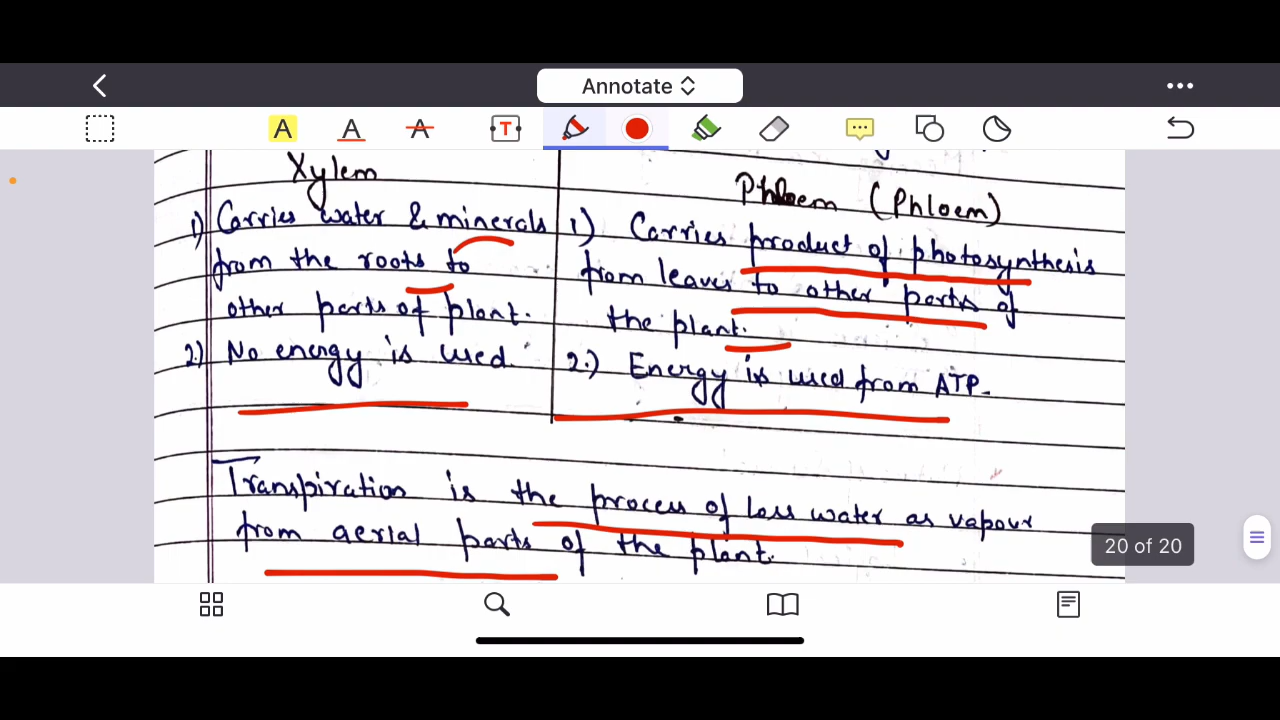 Annotate
A A A T
Xylem
Phloem (Phloem)
1) Carries water & minerals
from the roots to
other parts of plant.
2) No energy is used.
1) Carries product of photosynthesis
from leaves to other parts of
the plant.
2.) Energy is used from ATP.
Transpiration is the process of loss water as vapour
from aerial parts of the plant.
20 of 20